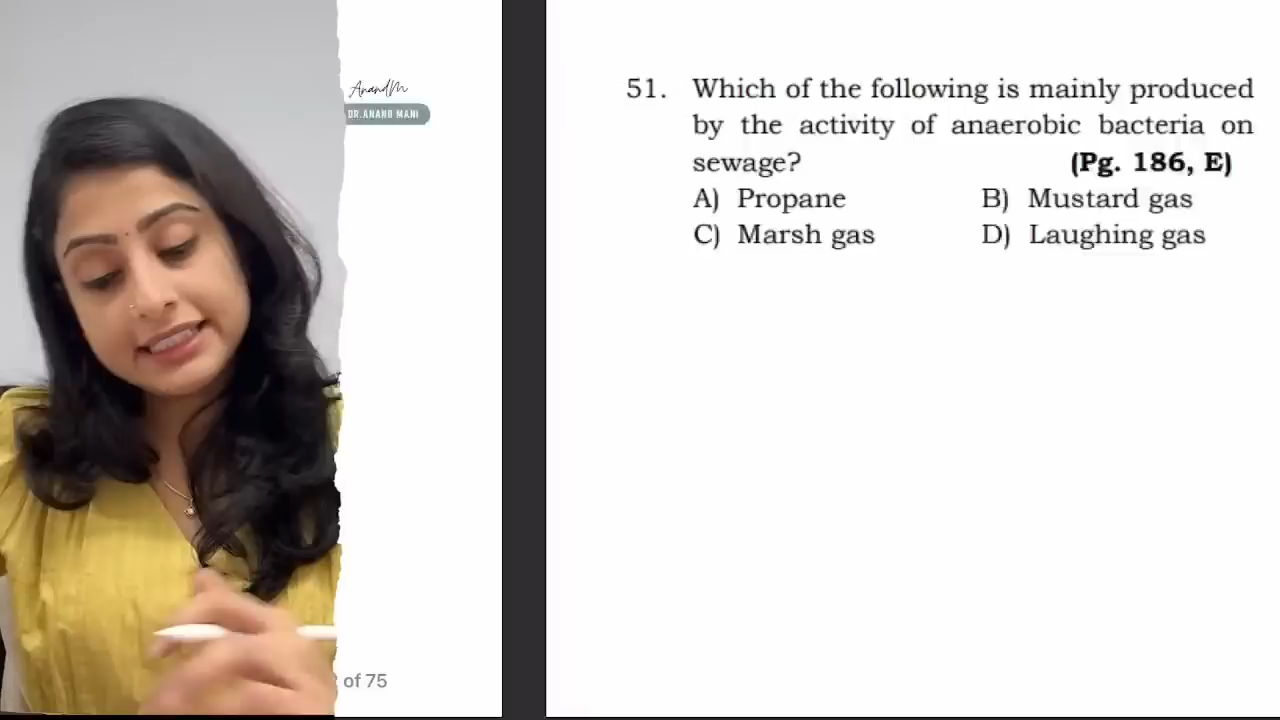 AnandM
DR.ANAND MANI
51. Which of the following is mainly produced
by the activity of anaerobic bacteria on
sewage? (Pg. 186, E)
A) Propane B) Mustard gas
C) Marsh gas D) Laughing gas
of 75